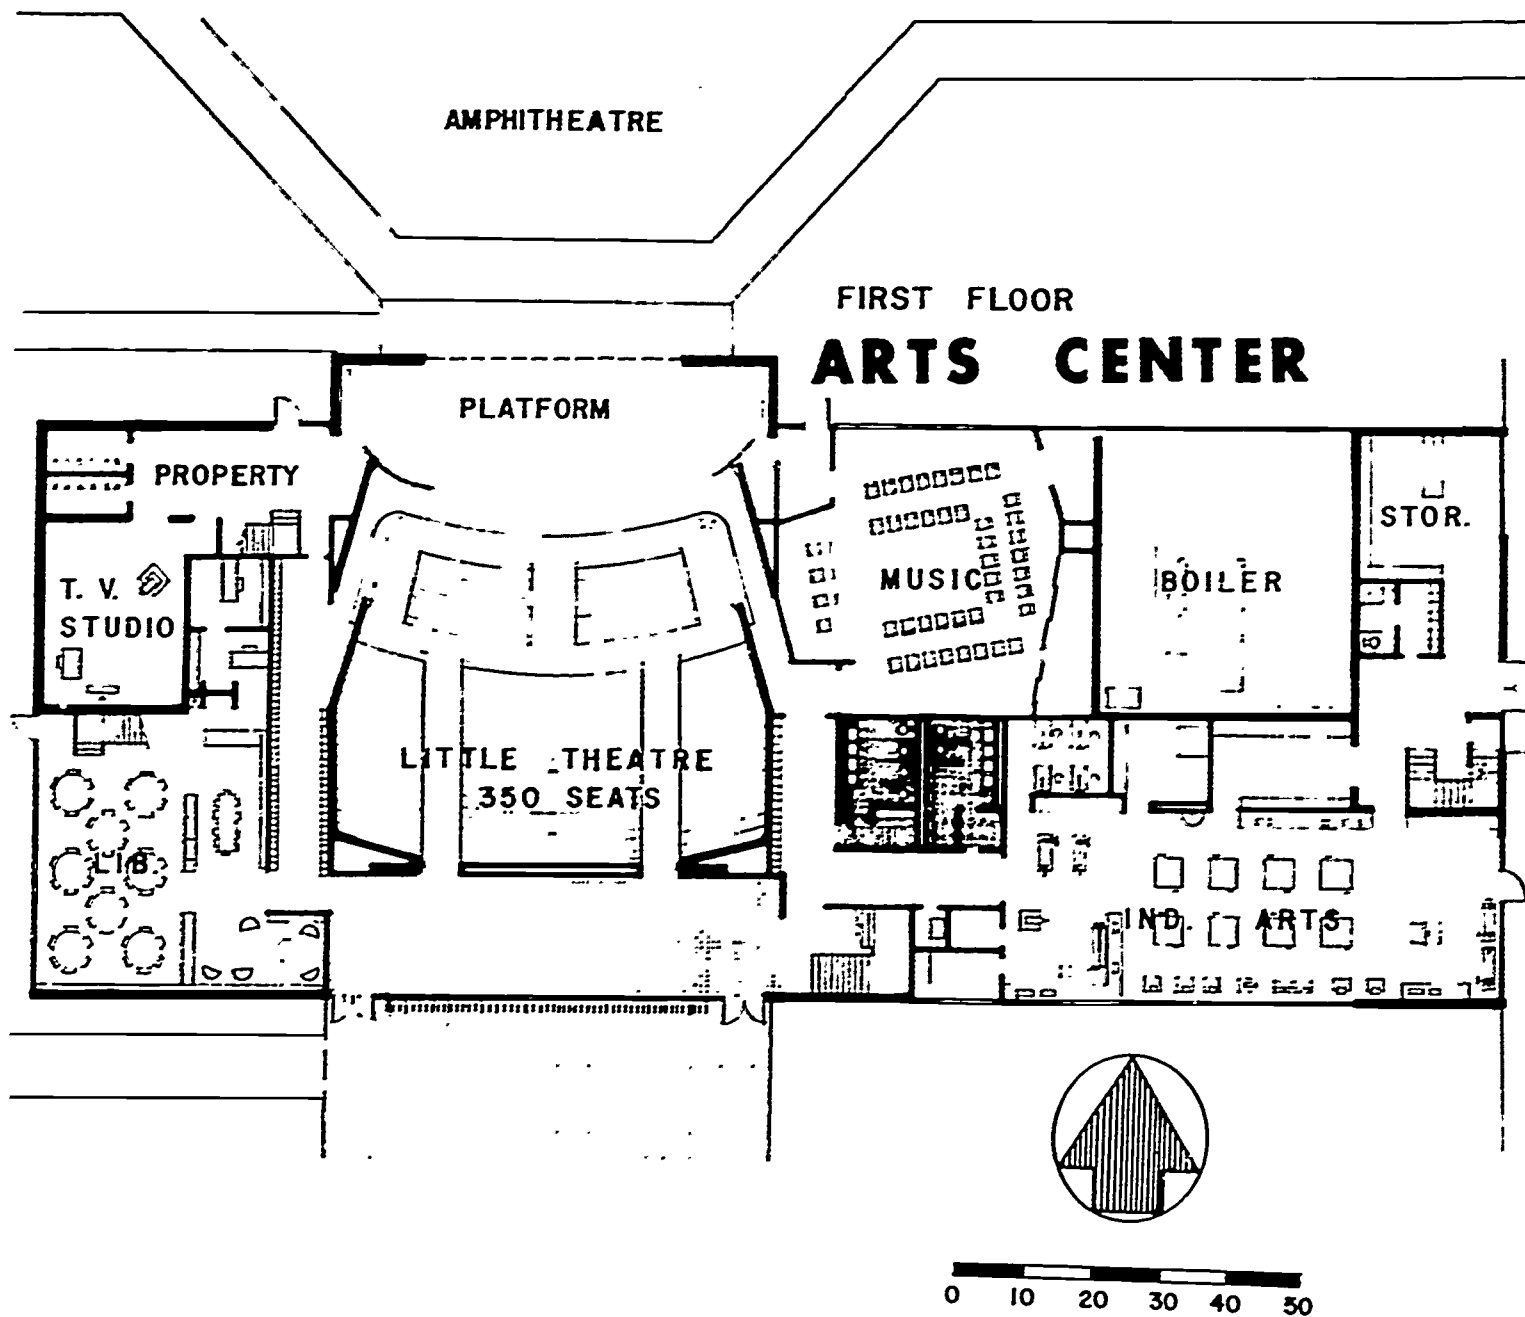 AMPHITHEATRE
FIRST FLOOR
ARTS CENTER
PLATFORM
PROPERTY
STOR.
T. V.
STUDIO
MUSIC
BOILER
LITTLE THEATRE
350 SEATS
LIB.
IND. ARTS
0 10 20 30 40 50